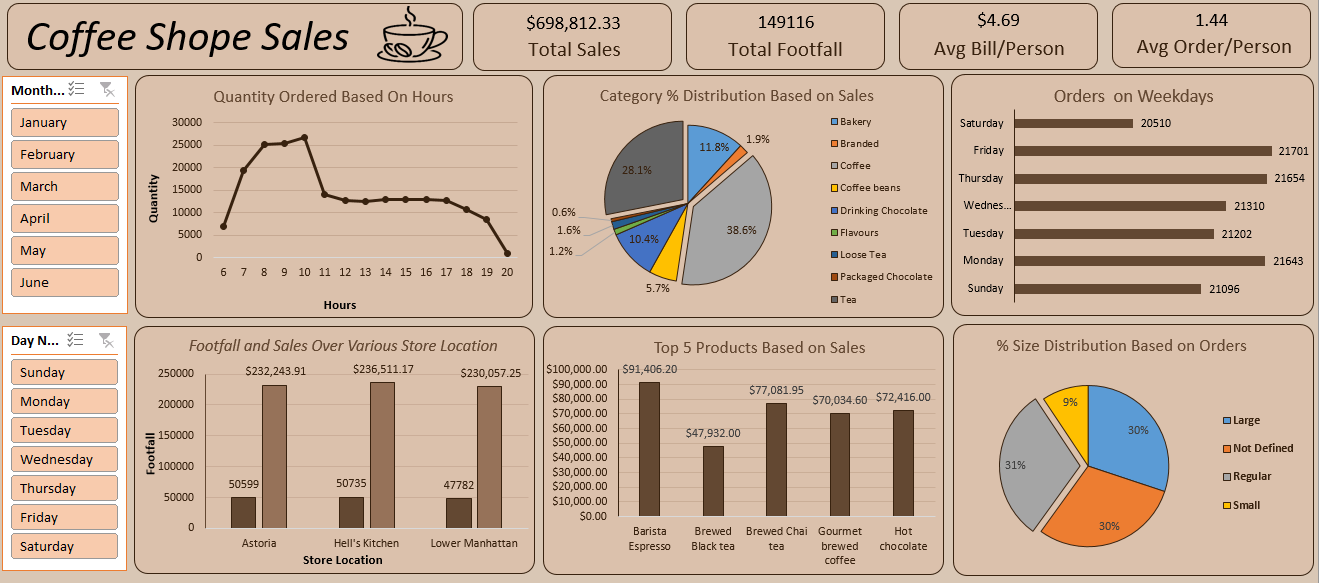 Coffee Shope Sales
$698,812.33
Total Sales
149116
Total Footfall
$4.69
Avg Bill/Person
1.44
Avg Order/Person
Month...
January
February
March
April
May
June
Quantity Ordered Based On Hours
30000
25000
20000
15000
10000
5000
0
Quantity
6 7 8 9 10 11 12 13 14 15 16 17 18 19 20
Hours
Category % Distribution Based on Sales
11.8%
1.9%
38.6%
5.7%
10.4%
1.2%
1.6%
0.6%
28.1%
Bakery
Branded
Coffee
Coffee beans
Drinking Chocolate
Flavours
Loose Tea
Packaged Chocolate
Tea
Orders on Weekdays
Saturday 20510
Friday 21701
Thursday 21654
Wednes... 21310
Tuesday 21202
Monday 21643
Sunday 21096
Day N...
Sunday
Monday
Tuesday
Wednesday
Thursday
Friday
Saturday
Footfall and Sales Over Various Store Location
250000
200000
150000
100000
50000
0
Footfall
$232,243.91
$236,511.17
$230,057.25
50599
50735
47782
Astoria
Hell's Kitchen
Lower Manhattan
Store Location
Top 5 Products Based on Sales
$100,000.00
$90,000.00
$80,000.00
$70,000.00
$60,000.00
$50,000.00
$40,000.00
$30,000.00
$20,000.00
$10,000.00
$0.00
$91,406.20
$47,932.00
$77,081.95
$70,034.60
$72,416.00
Barista
Espresso
Brewed
Black tea
Brewed Chai
tea
Gourmet
brewed
coffee
Hot
chocolate
% Size Distribution Based on Orders
30%
30%
31%
9%
Large
Not Defined
Regular
Small